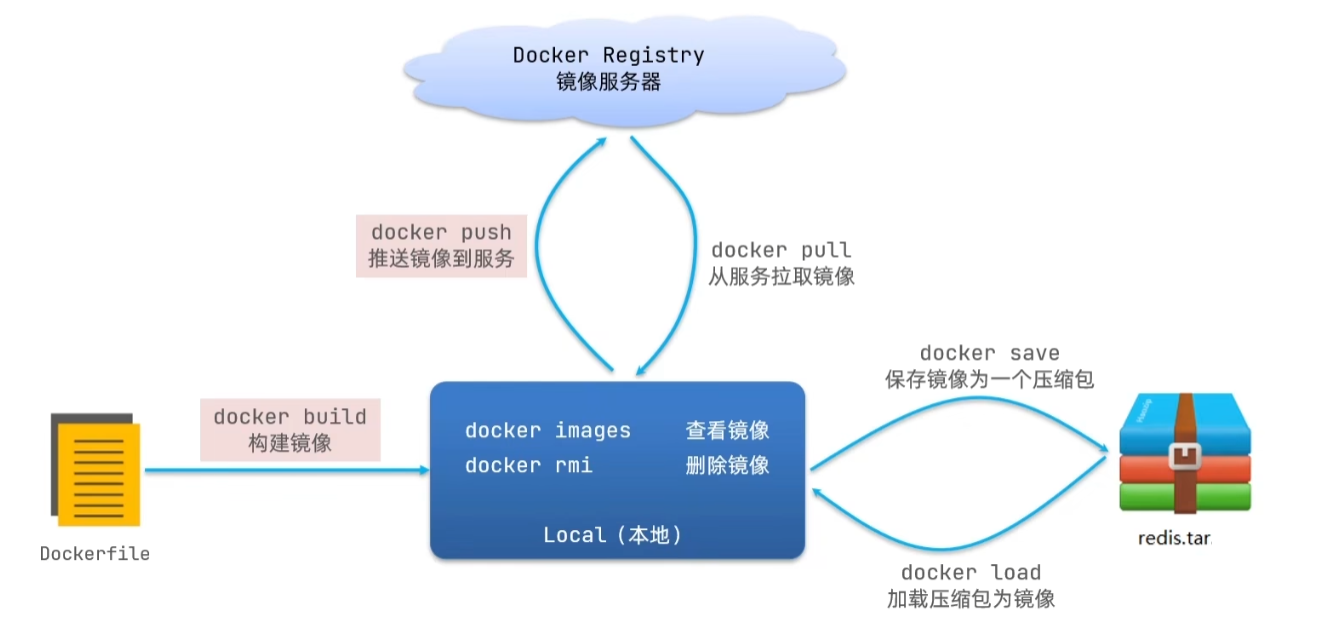 Docker Registry
镜像服务器
docker push
推送镜像到服务
docker pull
从服务拉取镜像
docker save
保存镜像为一个压缩包
docker build
构建镜像
docker images 查看镜像
docker rmi 删除镜像
Local（本地）
Dockerfile
redis.tar
docker load
加载压缩包为镜像